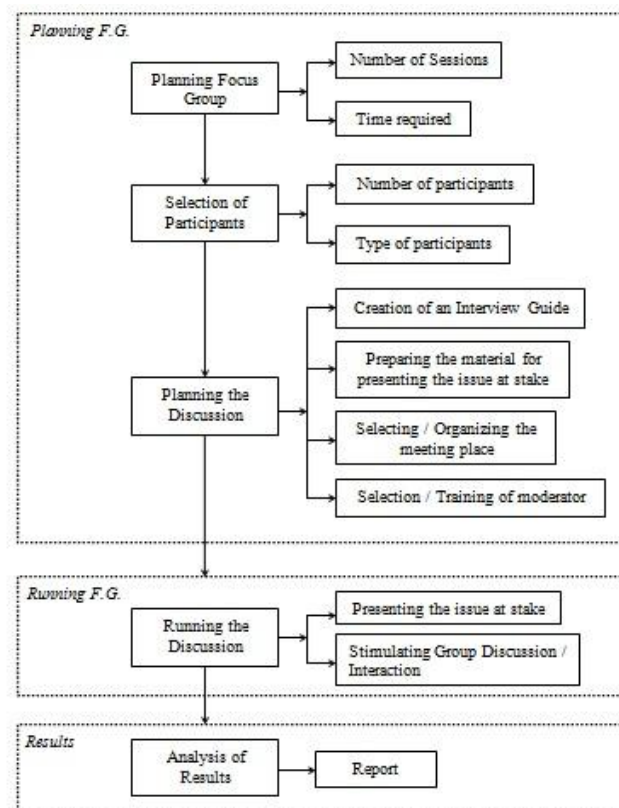 Planning F.G.
Planning Focus
Group
Number of Sessions
Time required
Selection of
Participants
Number of participants
Type of participants
Planning the
Discussion
Creation of an Interview Guide
Preparing the material for
presenting the issue at stake
Selecting / Organizing the
meeting place
Selection / Training of moderator
Running F.G.
Running the
Discussion
Presenting the issue at stake
Stimulating Group Discussion /
Interaction
Results
Analysis of
Results
Report